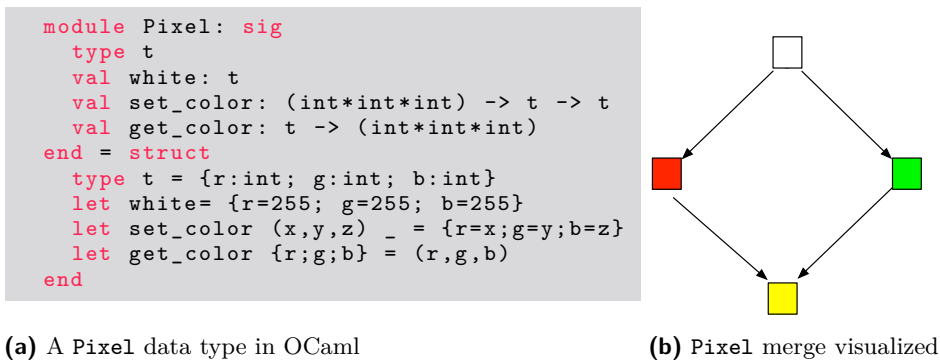 module Pixel: sig
  type t
  val white: t
  val set_color: (int*int*int) -> t -> t
  val get_color: t -> (int*int*int)
end = struct
  type t = {r:int; g:int; b:int}
  let white= {r=255; g=255; b=255}
  let set_color (x,y,z) _ = {r=x;g=y;b=z}
  let get_color {r;g;b} = (r,g,b)
end
(a) A Pixel data type in OCaml
(b) Pixel merge visualized